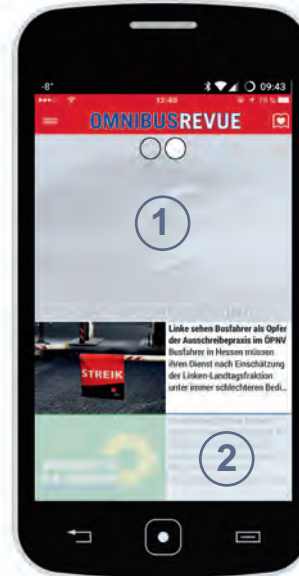 -8°
09:43
13:40
76 %
OMNIBUSREVUE
1
STREIK
Linke sehen Busfahrer als Opfer
der Ausschreibepraxis im ÖPNV
Busfahrer in Hessen müssen
ihren Dienst nach Einschätzung
der Linken-Landtagsfraktion
unter immer schlechteren Bedi...
2